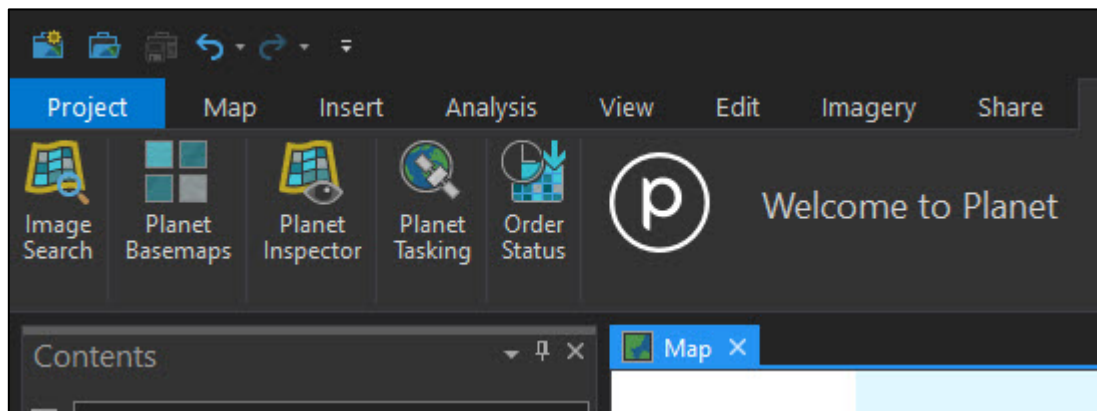 Project Map Insert Analysis View Edit Imagery Share
Image Search
Planet Basemaps
Planet Inspector
Planet Tasking
Order Status
p
Welcome to Planet
Contents
Map